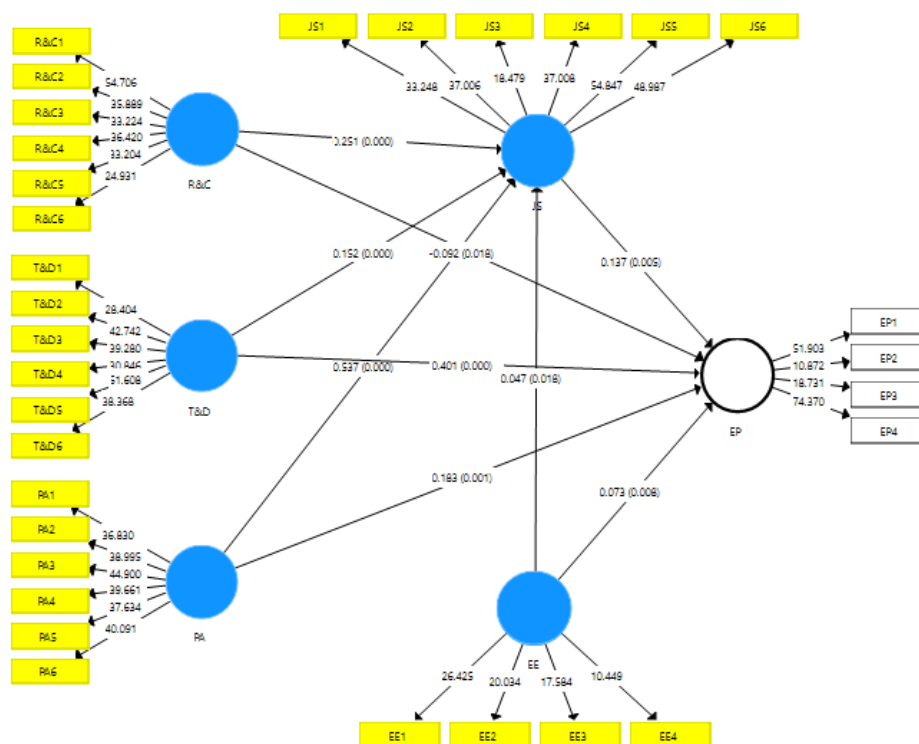 JS1
JS2
JS3
JS4
JS5
JS6
R&C1
R&C2
R&C3
R&C4
R&C5
R&C6
54.706
35.889
33.224
36.420
33.204
24.931
R&C
33.248
37.006
18.479
37.008
54.847
48.987
JS
0.251 (0.000)
0.152 (0.000)
-0.092 (0.018)
0.137 (0.005)
T&D1
T&D2
T&D3
T&D4
T&D5
T&D6
28.404
42.742
39.280
30.846
31.608
38.368
T&D
0.537 (0.000)
0.401 (0.000)
0.047 (0.018)
EP
51.903
10.872
18.731
74.370
EP1
EP2
EP3
EP4
PA1
PA2
PA3
PA4
PA5
PA6
36.830
38.995
44.900
39.661
37.634
40.091
PA
0.183 (0.001)
0.073 (0.008)
EE
26.425
20.034
17.584
10.449
EE1
EE2
EE3
EE4